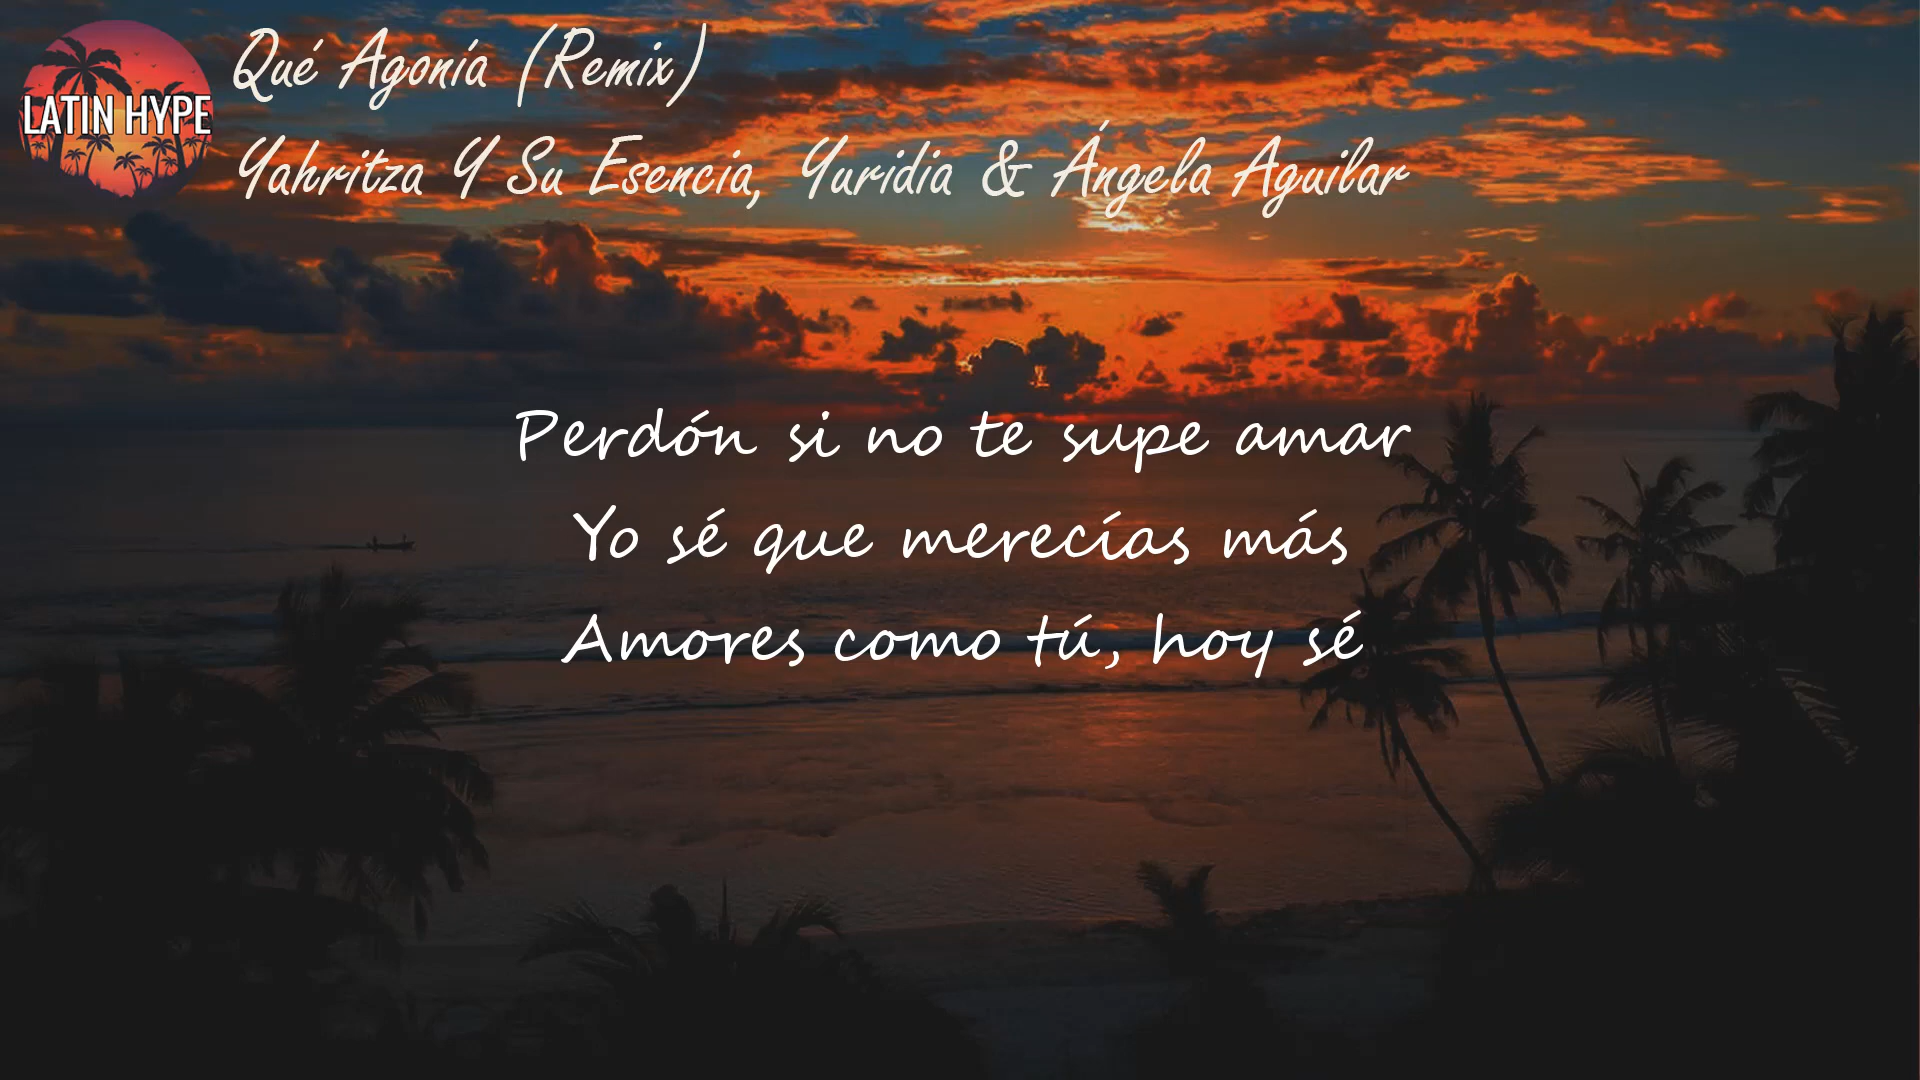 LATIN HYPE
Qué Agonía (Remix)
Yahritza Y Su Esencia, Yuridia & Ángela Aguilar
Perdón si no te supe amar
Yo sé que merecías más
Amores como tú, hoy sé